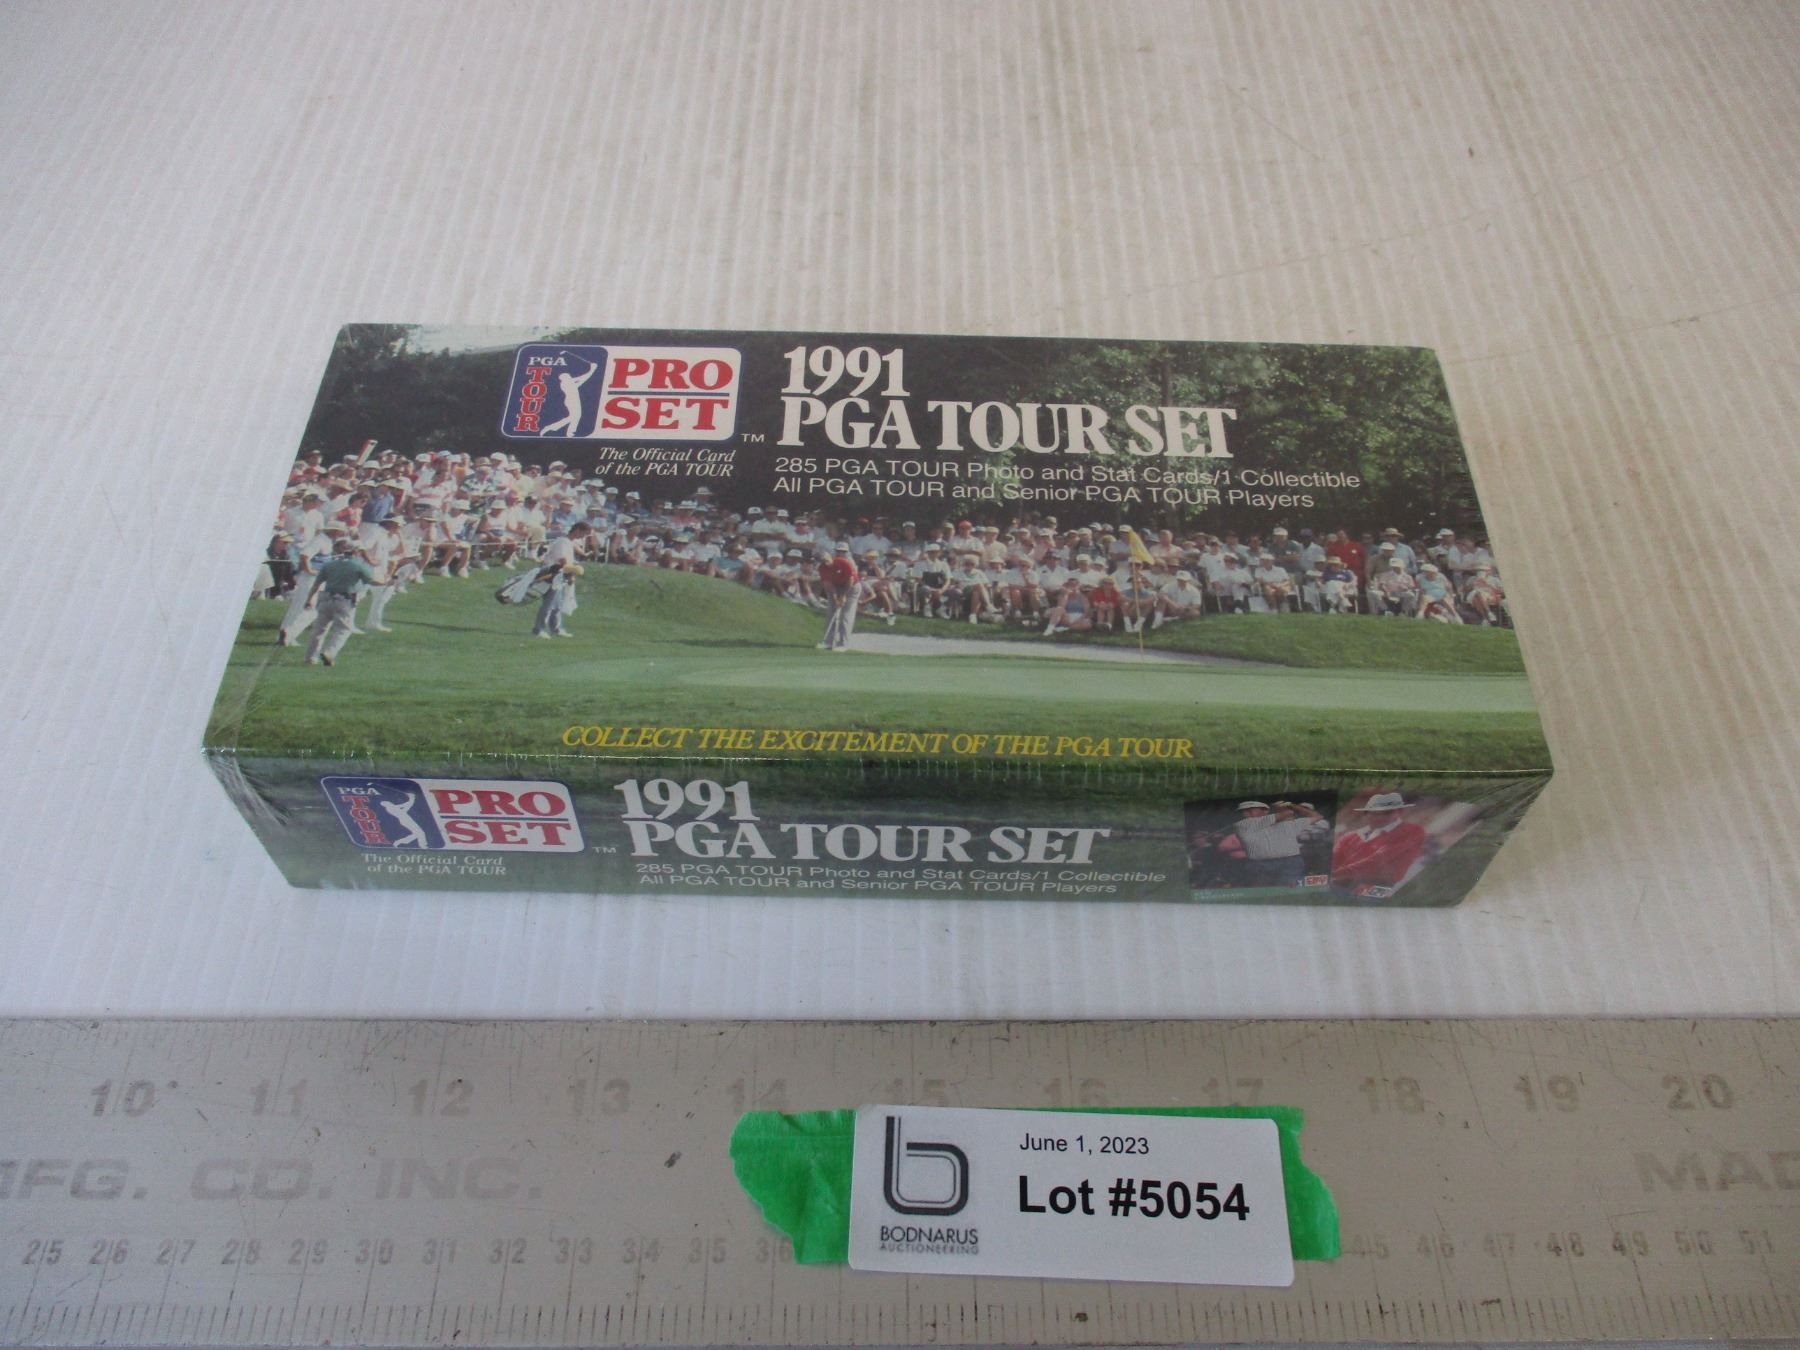 PGA TOUR
PRO SET ™
The Official Card
of the PGA TOUR
1991
PGA TOUR SET
285 PGA TOUR Photo and Stat Cards/1 Collectible
All PGA TOUR and Senior PGA TOUR Players
COLLECT THE EXCITEMENT OF THE PGA TOUR
PGA TOUR
PRO SET ™
The Official Card
of the PGA TOUR
1991
PGA TOUR SET
285 PGA TOUR Photo and Stat Cards/1 Collectible
All PGA TOUR and Senior PGA TOUR Players
10 11 12 13 14 15 16 17 18 19 20
MFG. CO. INC.
25 26 27 28 29 30 31 32 33 34 35 36 45 46 47 48 49 50 51
b
BODNARUS
AUCTIONEERING
June 1, 2023
Lot #5054